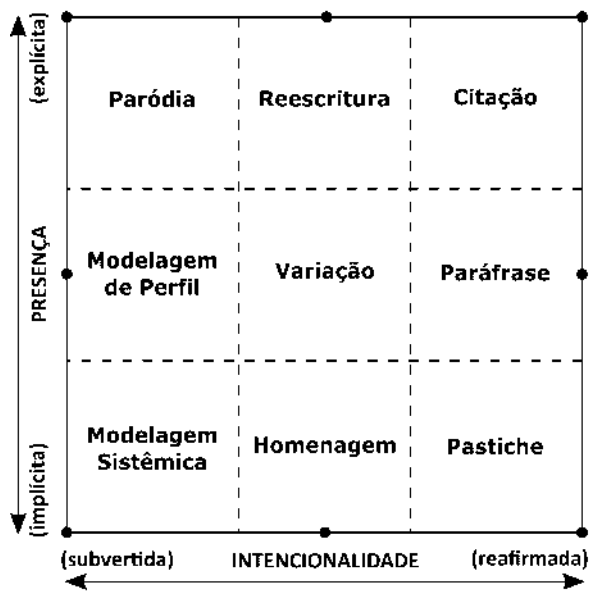 (explícita)
Paródia
Reescritura
Citação
PRESENÇA
Modelagem
de Perfil
Variação
Paráfrase
(implícita)
Modelagem
Sistêmica
Homenagem
Pastiche
(subvertida)
INTENCIONALIDADE
(reafirmada)